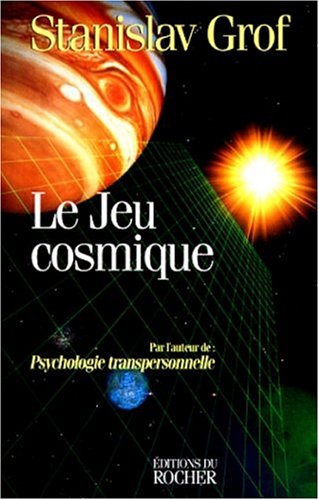 Stanislav Grof
Le Jeu
cosmique
Par l'auteur de :
Psychologie transpersonnelle
ÉDITIONS DU
ROCHER